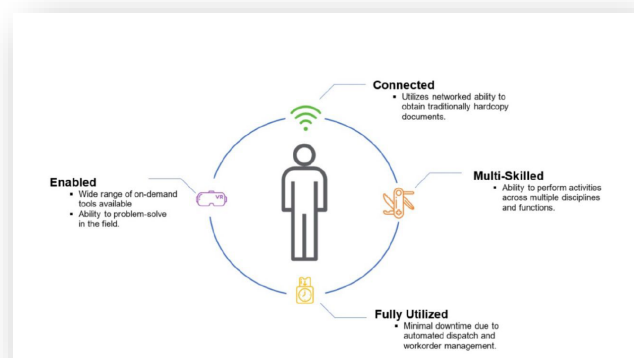 Connected
▪ Utilizes networked ability to
obtain traditionally hardcopy
documents.
Enabled
▪ Wide range of on-demand
tools available
▪ Ability to problem-solve
in the field.
VR
Multi-Skilled
▪ Ability to perform activities
across multiple disciplines
and functions.
Fully Utilized
▪ Minimal downtime due to
automated dispatch and
workorder management.